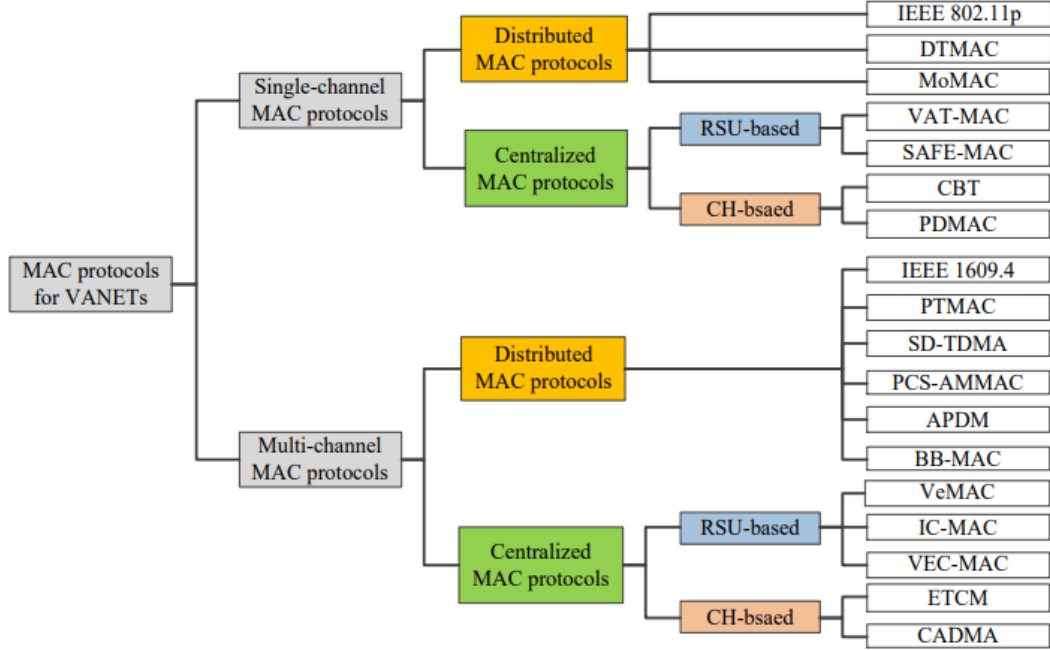 MAC protocols
for VANETs
Single-channel
MAC protocols
Distributed
MAC protocols
IEEE 802.11p
DTMAC
MoMAC
Centralized
MAC protocols
RSU-based
VAT-MAC
SAFE-MAC
CH-bsaed
CBT
PDMAC
Multi-channel
MAC protocols
Distributed
MAC protocols
IEEE 1609.4
PTMAC
SD-TDMA
PCS-AMMAC
APDM
BB-MAC
Centralized
MAC protocols
RSU-based
VeMAC
IC-MAC
VEC-MAC
CH-bsaed
ETCM
CADMA